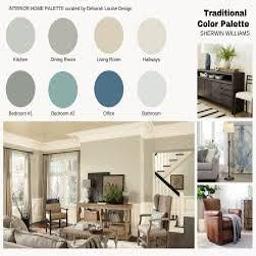 INTERIOR HOME PALETTE curated by Deborah Louise Design
Traditional
Color Palette
SHERWIN WILLIAMS
Kitchen
Dining Room
Living Room
Hallways
Bedroom #1
Bedroom #2
Office
Bathroom